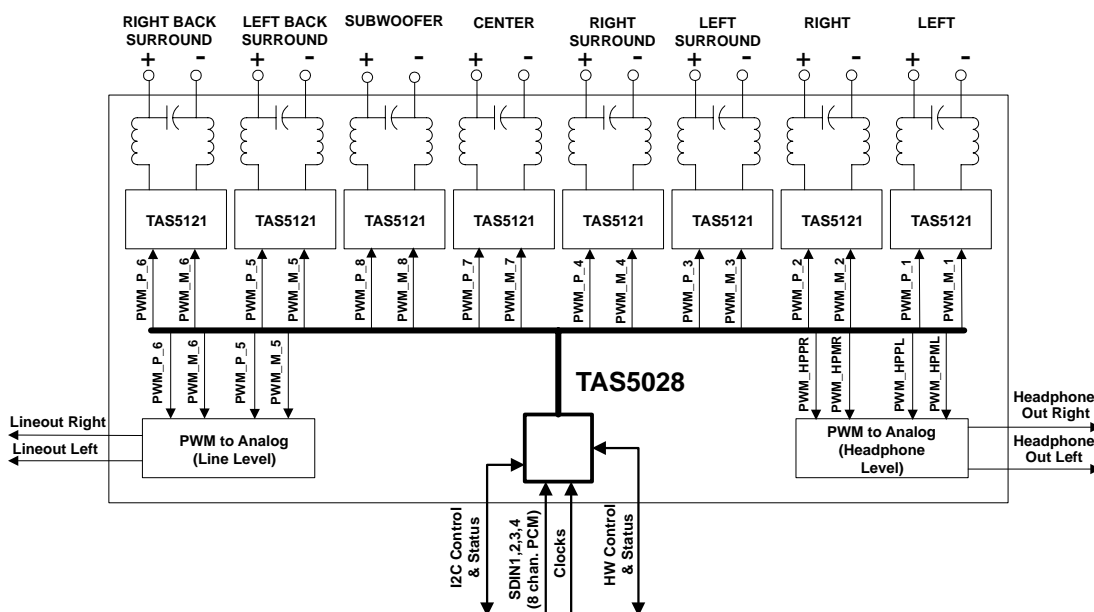 RIGHT BACK
SURROUND
LEFT BACK
SURROUND
SUBWOOFER
CENTER
RIGHT
SURROUND
LEFT
SURROUND
RIGHT
LEFT
+ - + - + - + - + - + - + - + -
TAS5121
TAS5121
TAS5121
TAS5121
TAS5121
TAS5121
TAS5121
TAS5121
PWM_P_6
PWM_M_6
PWM_P_5
PWM_M_5
PWM_P_8
PWM_M_8
PWM_P_7
PWM_M_7
PWM_P_4
PWM_M_4
PWM_P_3
PWM_M_3
PWM_P_2
PWM_M_2
PWM_P_1
PWM_M_1
PWM_P_6
PWM_M_6
PWM_P_5
PWM_M_5
TAS5028
PWM_HPPR
PWM_HPMR
PWM_HPPL
PWM_HPML
Lineout Right
Lineout Left
PWM to Analog
(Line Level)
PWM to Analog
(Headphone
Level)
Headphone
Out Right
Headphone
Out Left
I2C Control
& Status
SDIN1,2,3,4
(8 chan. PCM)
Clocks
HW Control
& Status